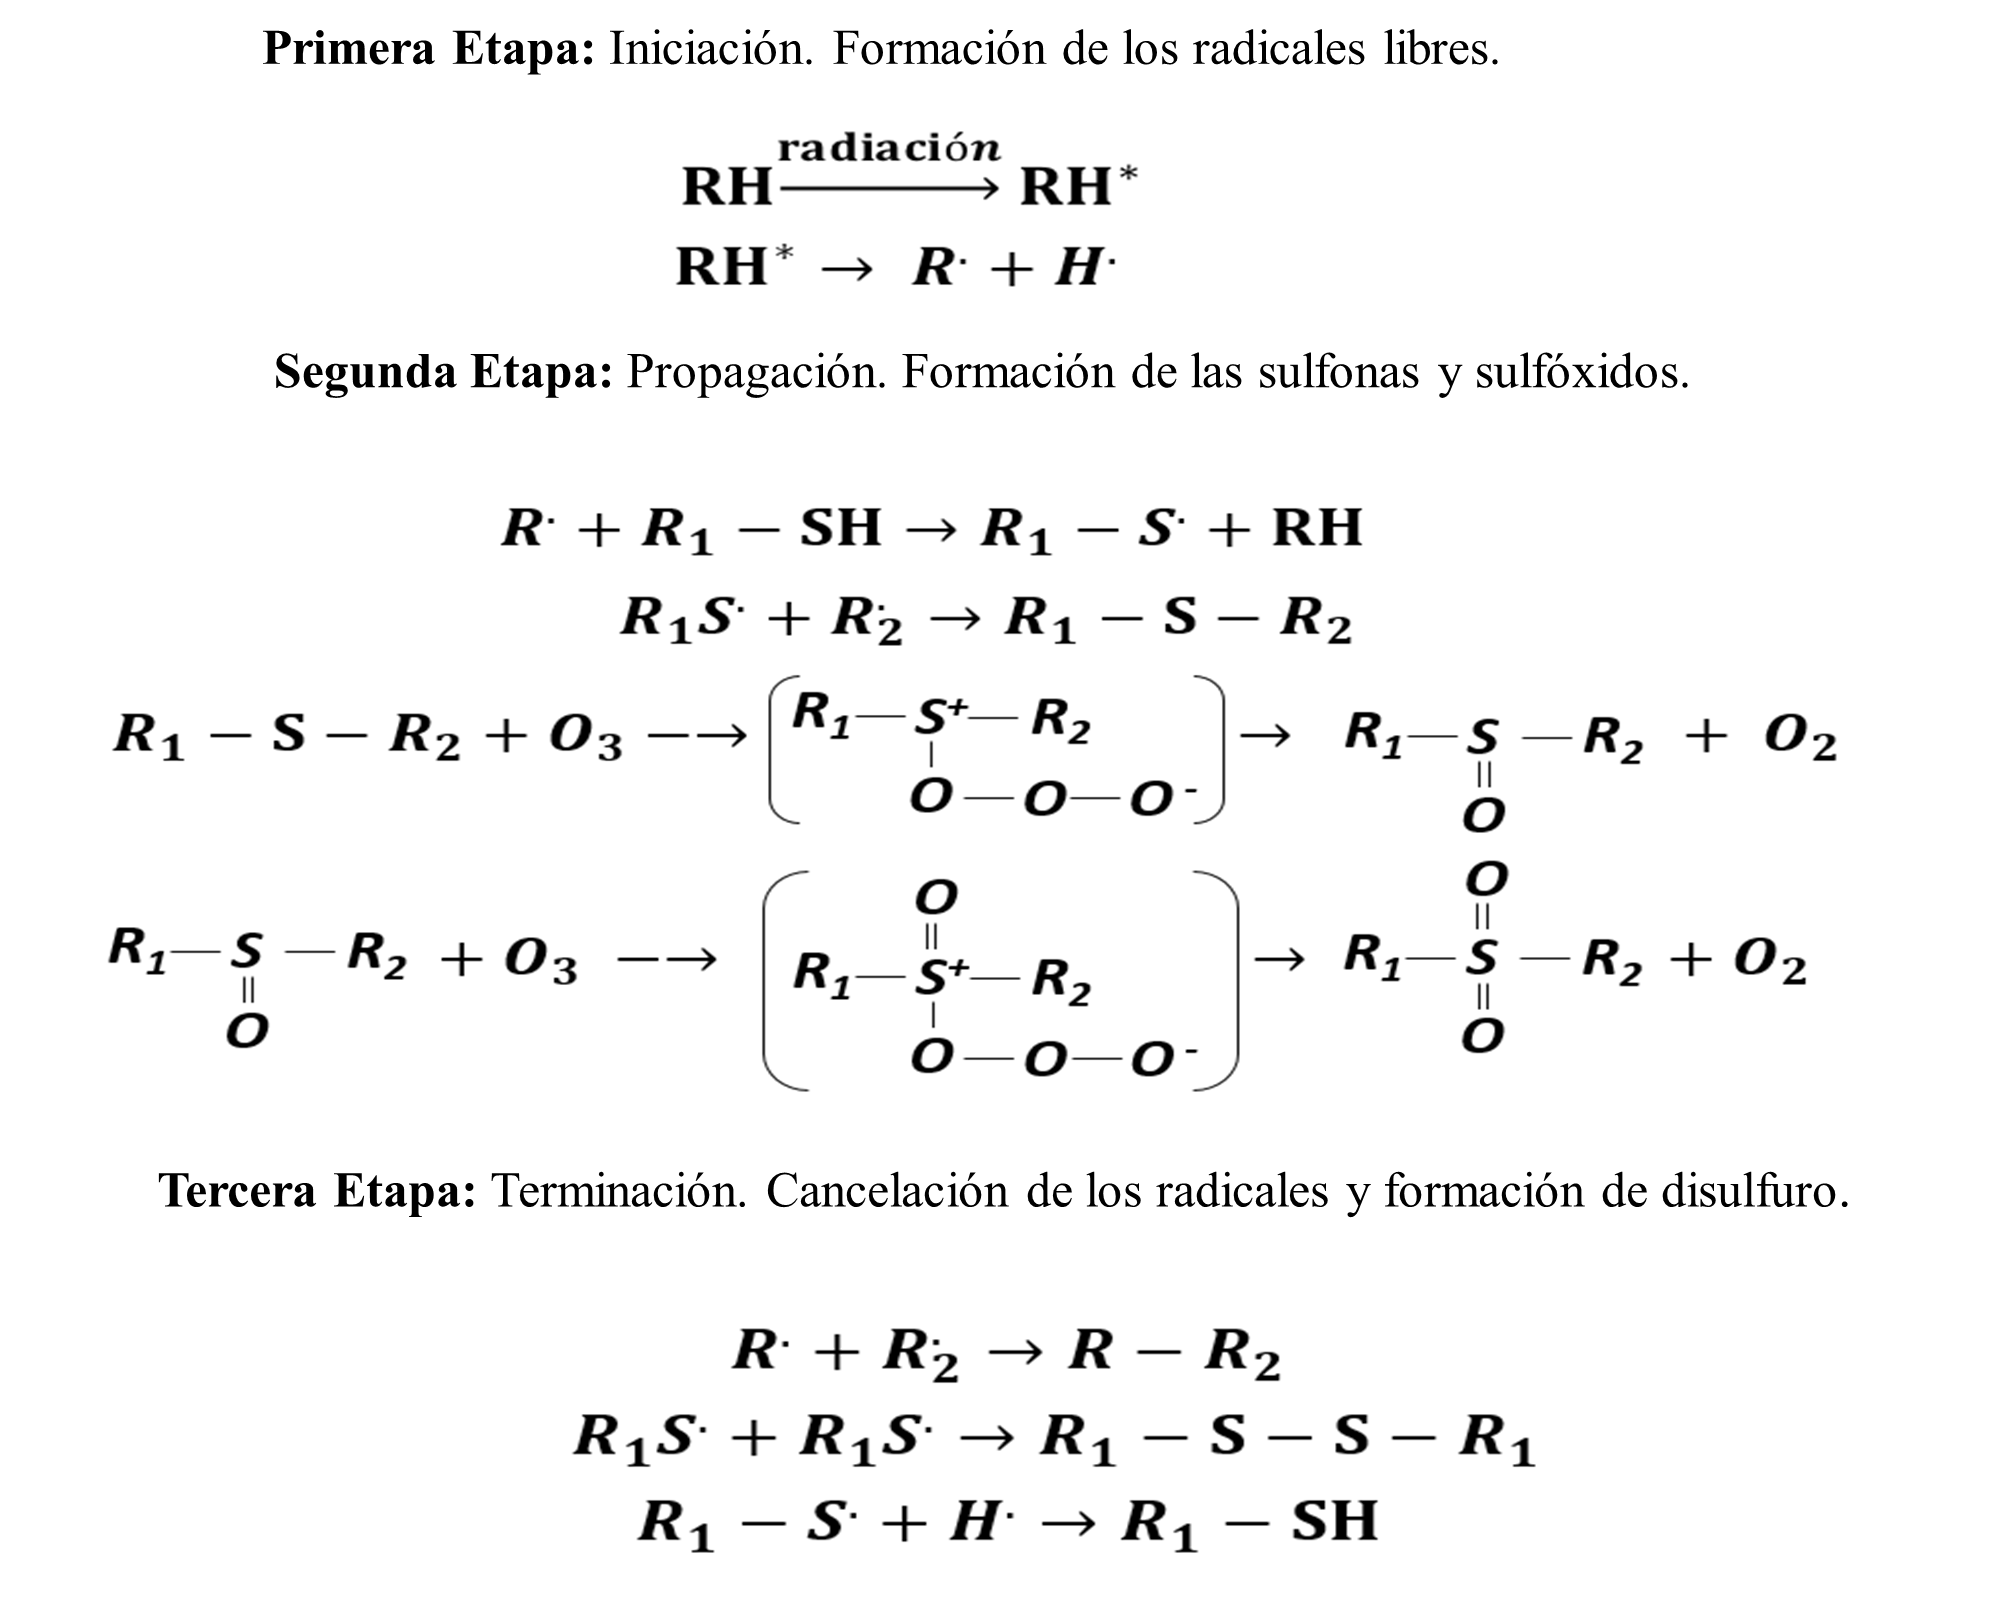 Primera Etapa: Iniciación. Formación de los radicales libres.
radiación
RH ⟶ RH*
RH* → R· + H·
Segunda Etapa: Propagación. Formación de las sulfonas y sulfóxidos.
R· + R₁ − SH → R₁ − S· + RH
R₁S· + R₂· → R₁ − S − R₂
R₁ − S − R₂ + O₃ −→ ( R₁—S⁺—R₂ → R₁—S—R₂ + O₂
| ||
O—O—O⁻ ) O
O O
|| ||
R₁—S—R₂ + O₃ −→ ( R₁—S⁺—R₂ → R₁—S—R₂ + O₂
|| | ||
O O—O—O⁻ ) O
Tercera Etapa: Terminación. Cancelación de los radicales y formación de disulfuro.
R· + R₂· → R − R₂
R₁S· + R₁S· → R₁ − S − S − R₁
R₁ − S· + H· → R₁ − SH